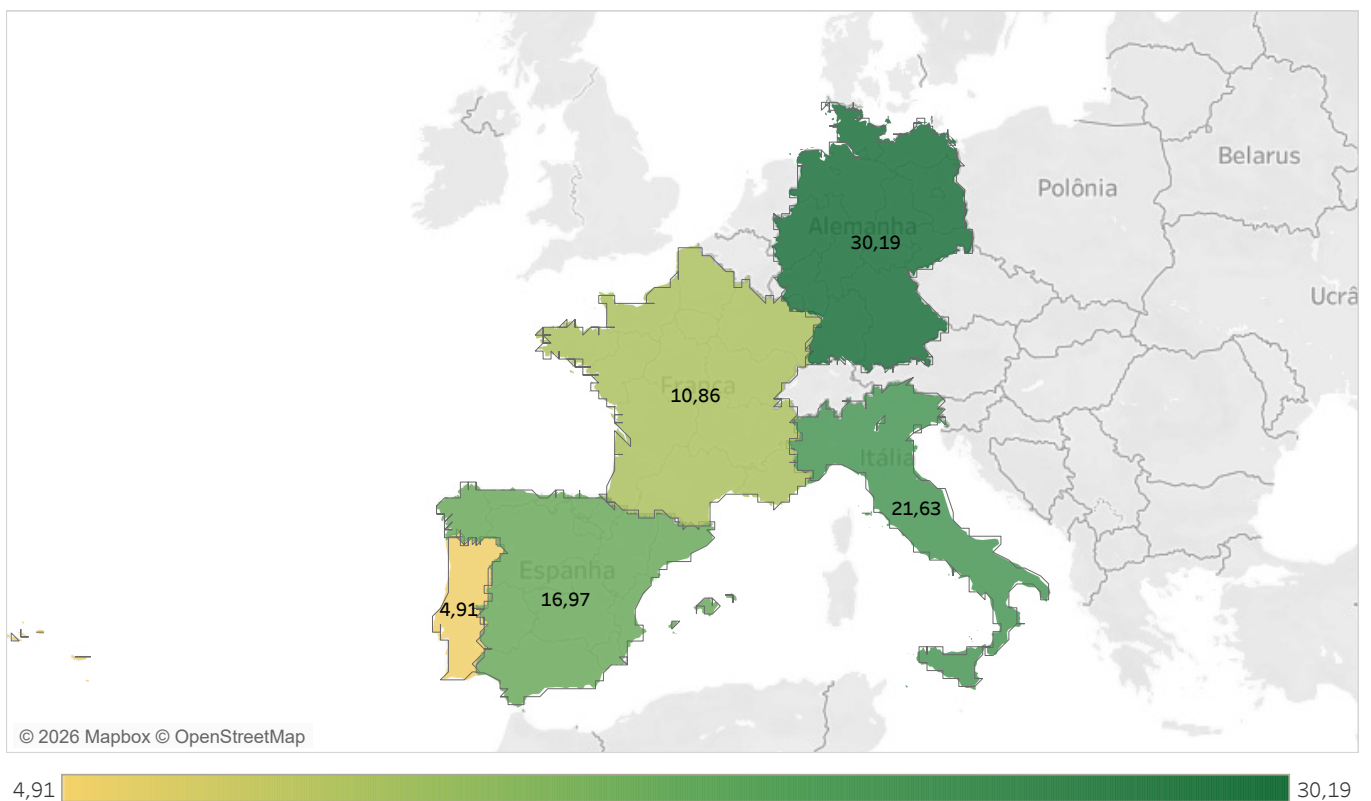 Belarus
Polônia
Alemanha
30,19
Ucrâ
França
10,86
Itália
21,63
Espanha
16,97
4,91
© 2026 Mapbox © OpenStreetMap
4,91
30,19